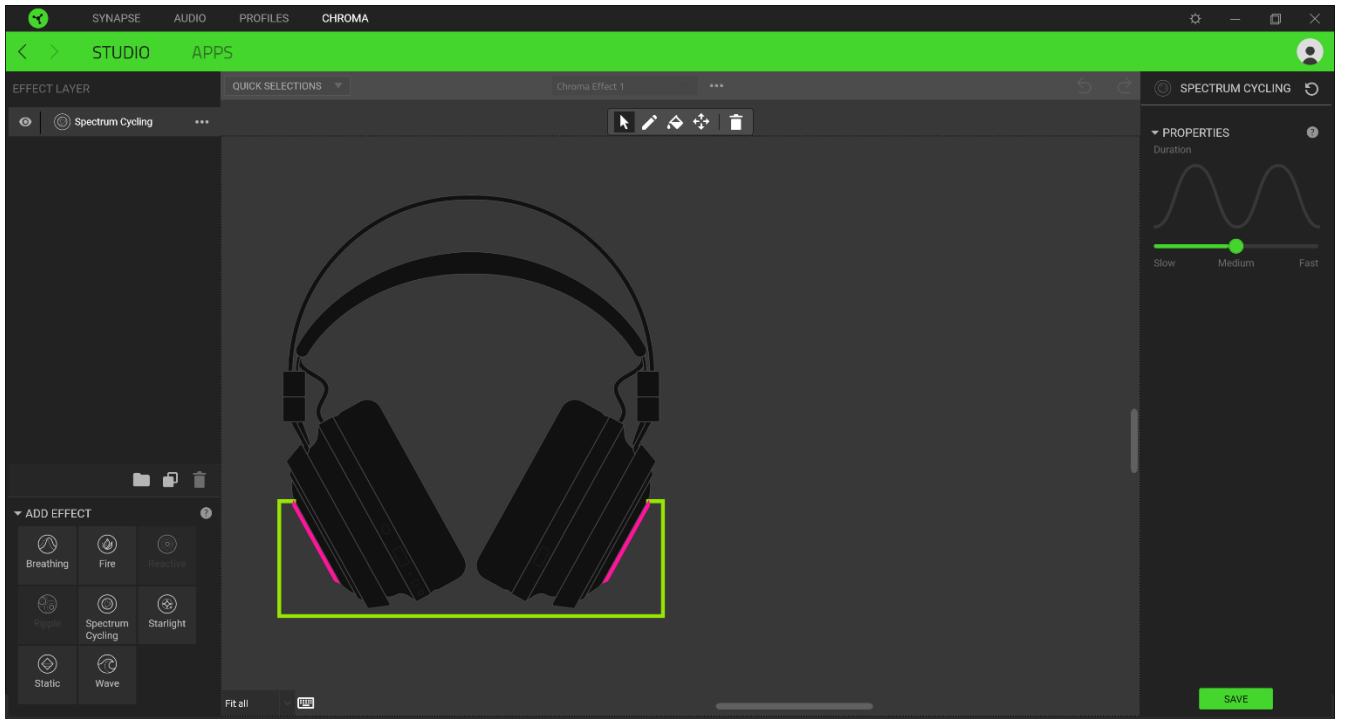 SYNAPSE AUDIO PROFILES CHROMA
STUDIO APPS
EFFECT LAYER
QUICK SELECTIONS
Chroma Effect 1
SPECTRUM CYCLING
Spectrum Cycling
PROPERTIES
Duration
Slow Medium Fast
ADD EFFECT
Breathing Fire Reactive
Ripple Spectrum Cycling Starlight
Static Wave
Fit all
SAVE